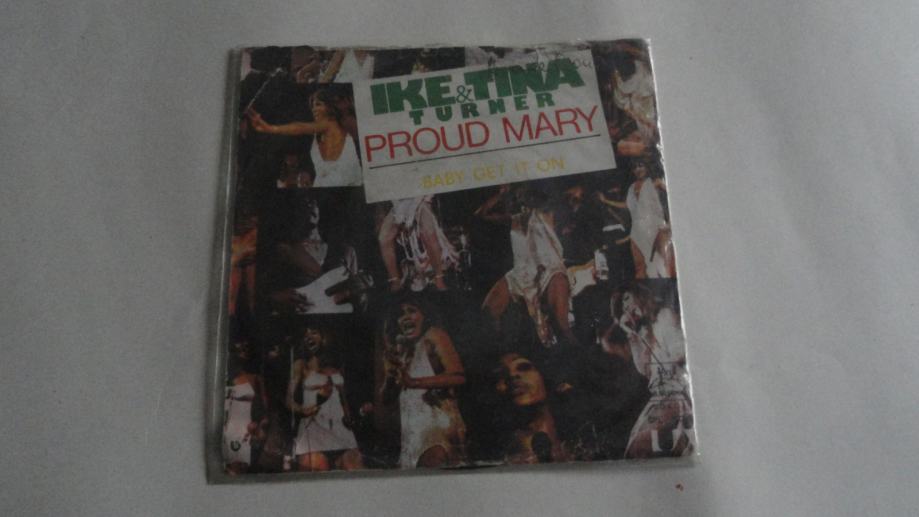 IKE & TINA
TURNER
PROUD MARY
BABY GET IT ON